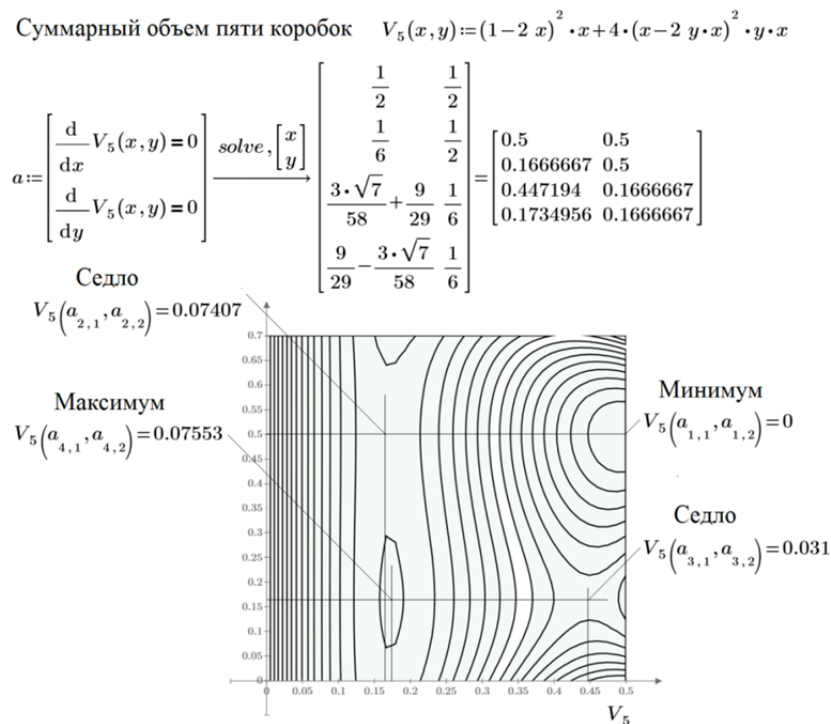 Суммарный объем пяти коробок V₅(x,y):=(1−2 x)²·x+4·(x−2 y·x)²·y·x
a:=[d/dx V₅(x,y)=0; d/dy V₅(x,y)=0] solve,[x; y] → [1/2 1/2; 1/6 1/2; 3·√7/58+9/29 1/6; 9/29−3·√7/58 1/6] = [0.5 0.5; 0.1666667 0.5; 0.447194 0.1666667; 0.1734956 0.1666667]
Седло
V₅(a₂,₁,a₂,₂)=0.07407
Максимум
V₅(a₄,₁,a₄,₂)=0.07553
Минимум
V₅(a₁,₁,a₁,₂)=0
Седло
V₅(a₃,₁,a₃,₂)=0.031
0.7
0.65
0.6
0.55
0.5
0.45
0.4
0.35
0.3
0.25
0.2
0.15
0.1
0.05
0
0 0.05 0.1 0.15 0.2 0.25 0.3 0.35 0.4 0.45 0.5
V₅